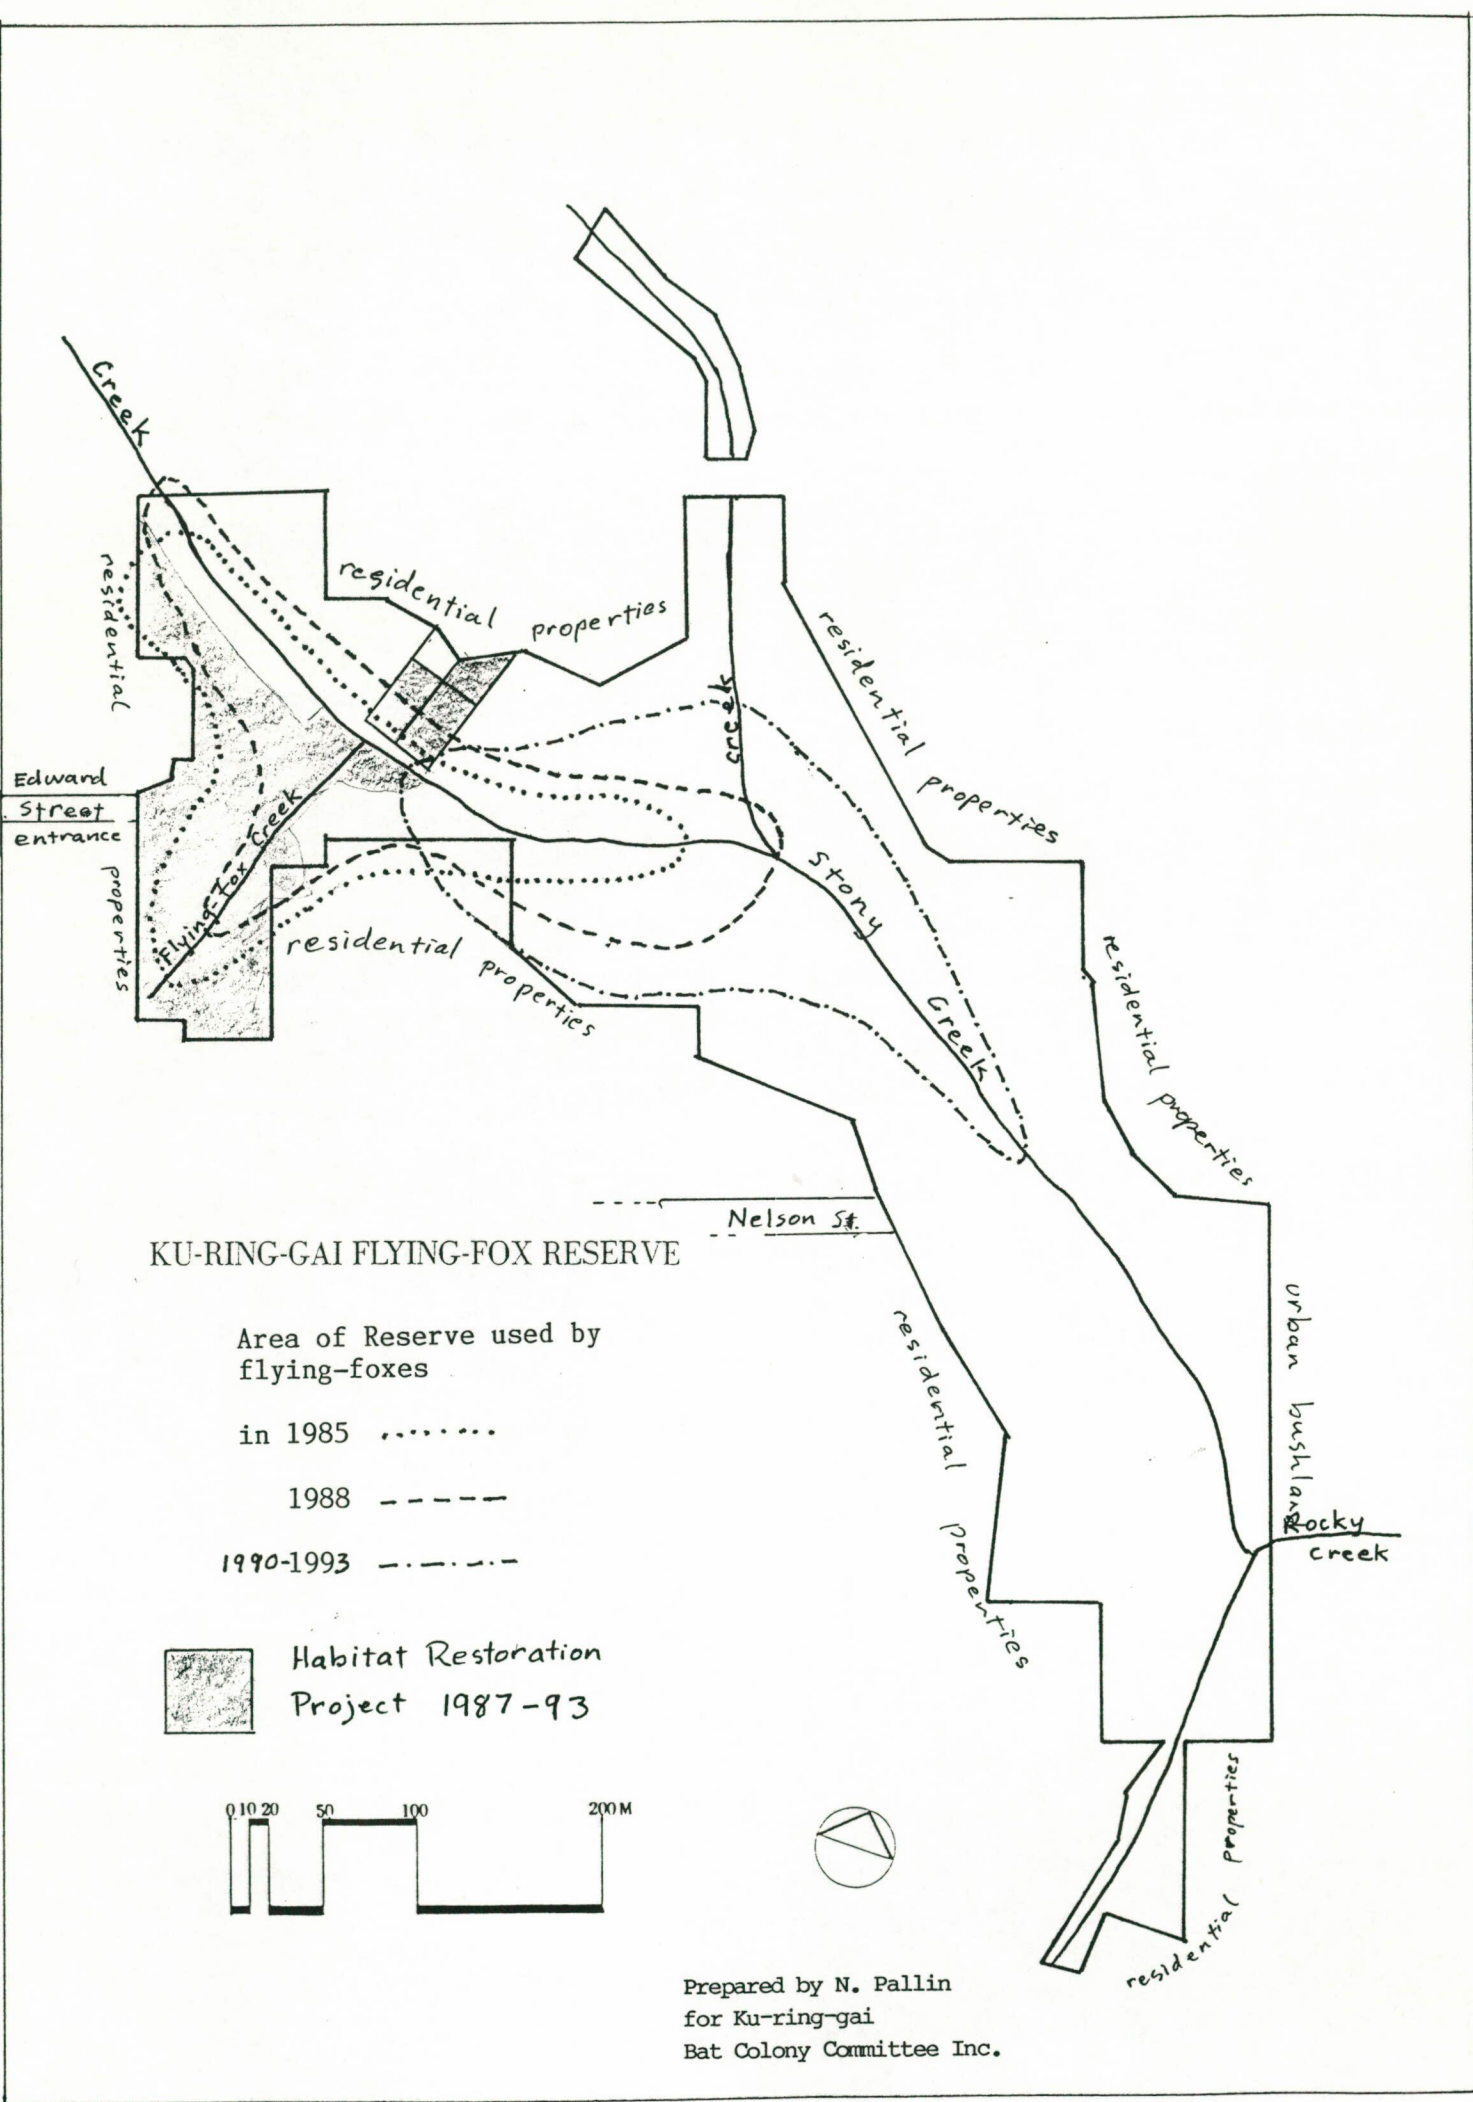 Creek
residential
properties
residential
residential
properties
Creek
Edward
Street
entrance
properties
Flying-Fox Creek
residential
properties
Stony
Creek
residential
properties
residential
properties
Nelson St.
KU-RING-GAI FLYING-FOX RESERVE
Area of Reserve used by
flying-foxes
in 1985
1988
1990-1993
Habitat Restoration
Project 1987-93
residential
properties
urban bushland
Rocky
Creek
0 10 20 50 100 200 M
properties
residential
Prepared by N. Pallin
for Ku-ring-gai
Bat Colony Committee Inc.